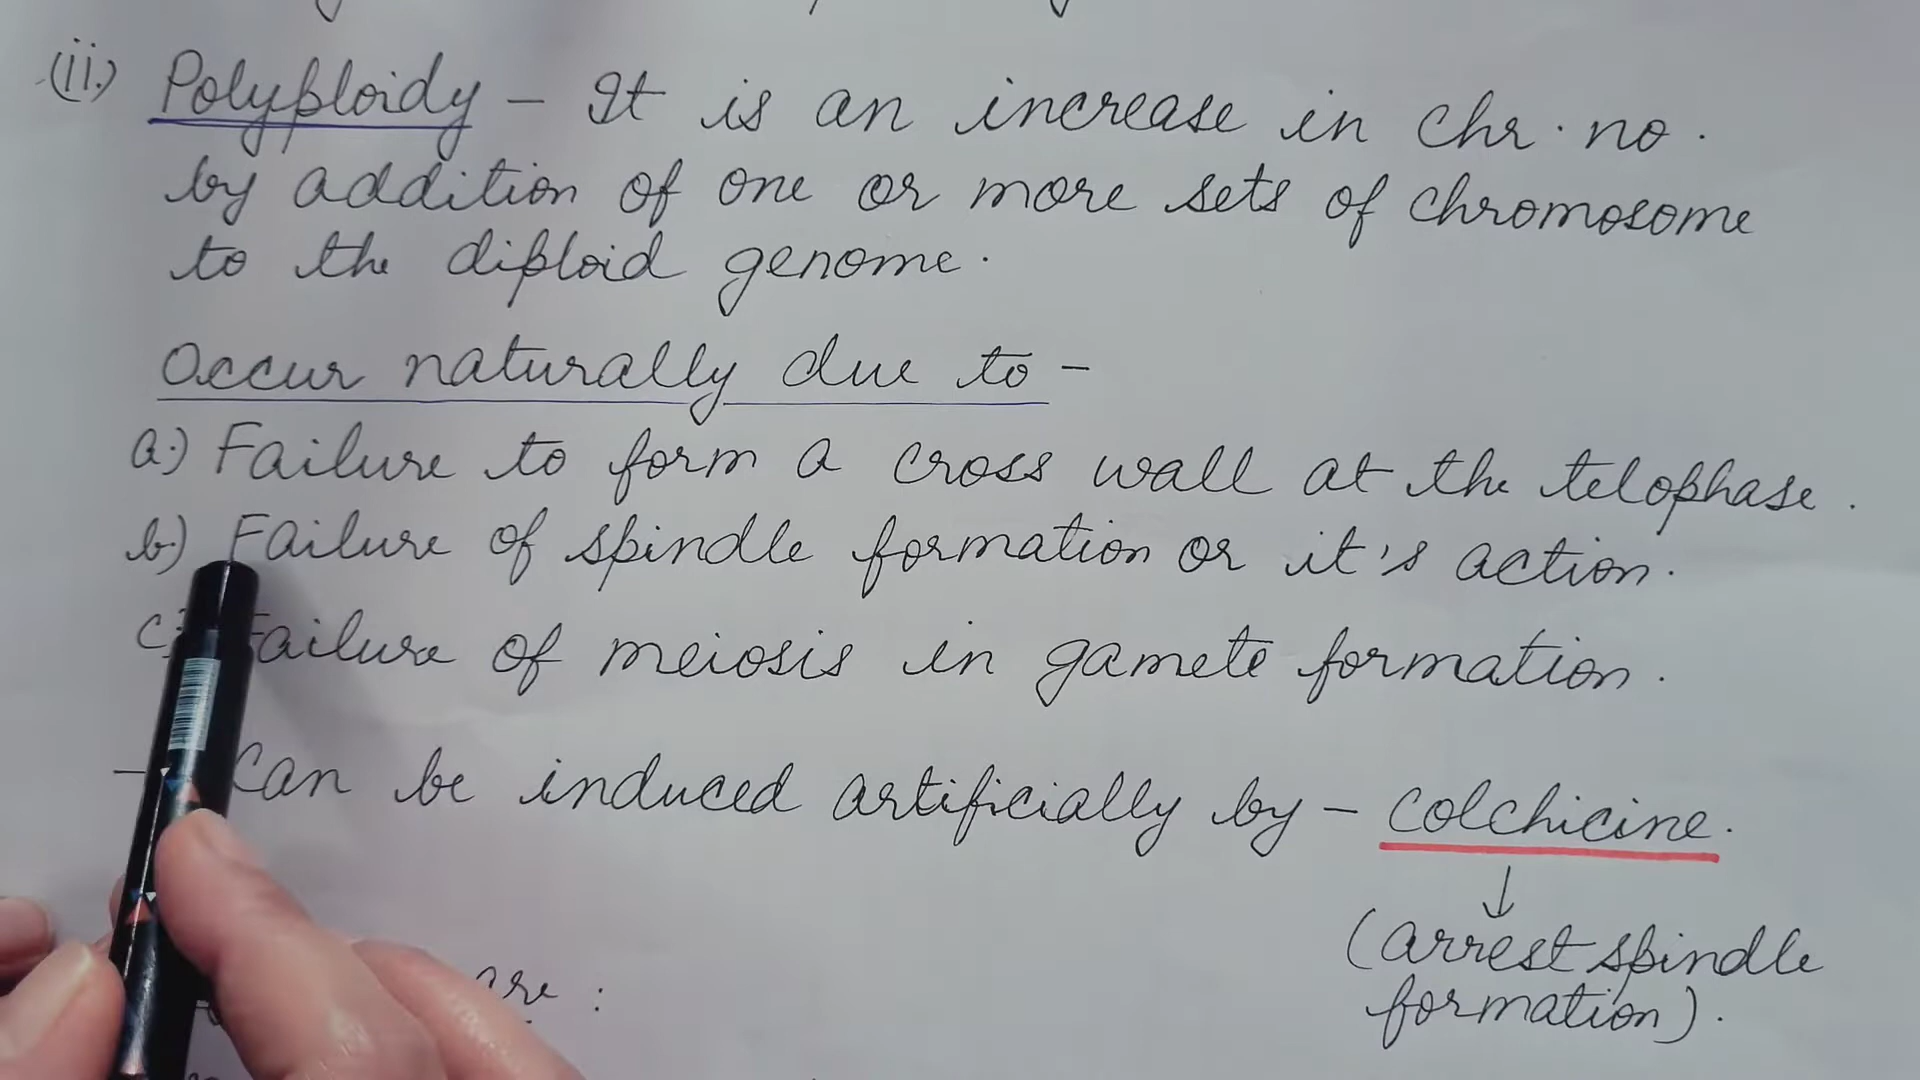 (ii.) Polyploidy - It is an increase in chr. no.
by addition of one or more sets of chromosome
to the diploid genome.
Occur naturally due to -
a.) Failure to form a cross wall at the telophase.
b.) Failure of spindle formation or it's action.
c.) Failure of meiosis in gamete formation.
- Can be induced artificially by - colchicine.
↓
(arrest spindle
formation).
are :